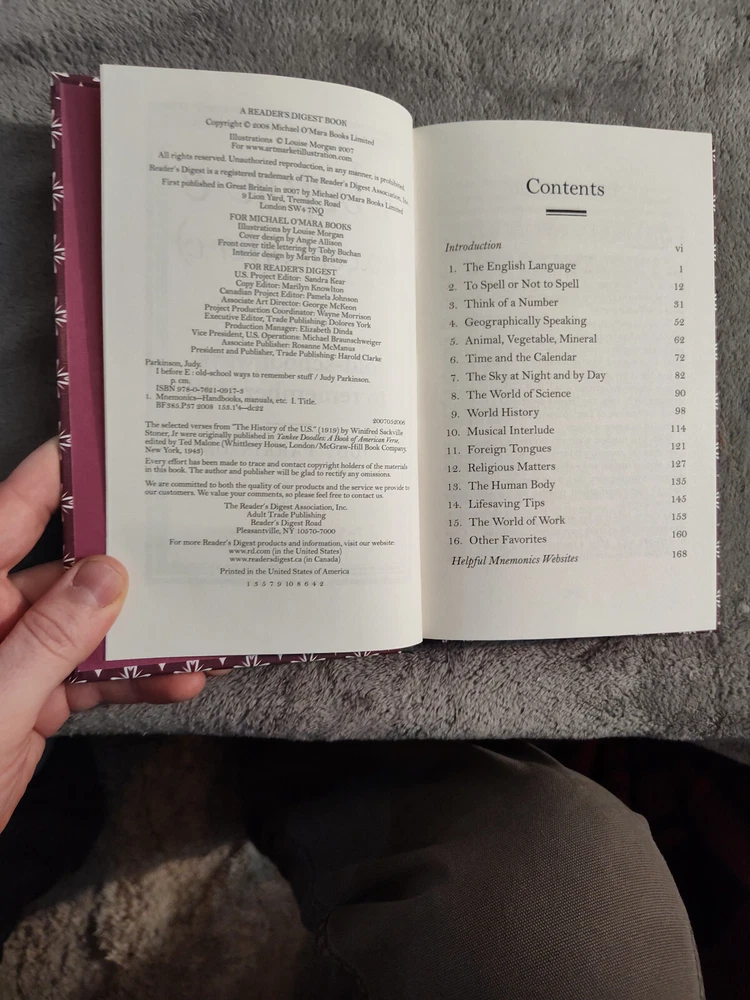 A READER'S DIGEST BOOK
Copyright © 2008 Michael O'Mara Books Limited
Illustrations © Louise Morgan 2007
For www.artmarketillustration.com
All rights reserved. Unauthorized reproduction, in any manner, is prohibited.
Reader's Digest is a registered trademark of The Reader's Digest Association, Inc.
First published in Great Britain in 2007 by Michael O'Mara Books Limited
9 Lion Yard, Tremadoc Road
London SW4 7NQ
FOR MICHAEL O'MARA BOOKS
Illustrations by Louise Morgan
Cover design by Angie Allison
Front cover title lettering by Toby Buchan
Interior design by Martin Bristow
FOR READER'S DIGEST
U.S. Project Editor: Sandra Kear
Copy Editor: Marilyn Knowlton
Canadian Project Editor: Pamela Johnson
Associate Art Director: George McKeon
Project Production Coordinator: Wayne Morrison
Executive Editor, Trade Publishing: Dolores York
Production Manager: Elizabeth Dinda
Vice President, U.S. Operations: Michael Braunschweiger
Associate Publisher: Rosanne McManus
President and Publisher, Trade Publishing: Harold Clarke
Parkinson, Judy.
I before E : old-school ways to remember stuff / Judy Parkinson.
p. cm.
ISBN 978-0-7621-0917-3
1. Mnemonics—Handbooks, manuals, etc. I. Title.
BF385.P37 2008 153.1's—dc22
2007052006
The selected verses from "The History of the U.S." (1919) by Winifred Sackville
Stoner, Jr were originally published in Yankee Doodles: A Book of American Verse,
edited by Ted Malone (Whittlesey House, London/McGraw-Hill Book Company,
New York, 1943)
Every effort has been made to trace and contact copyright holders of the materials
in this book. The author and publisher will be glad to rectify any omissions.
We are committed to both the quality of our products and the service we provide to
our customers. We value your comments, so please feel free to contact us.
The Reader's Digest Association, Inc.
Adult Trade Publishing
Reader's Digest Road
Pleasantville, NY 10570-7000
For more Reader's Digest products and information, visit our website:
www.rd.com (in the United States)
www.readersdigest.ca (in Canada)
Printed in the United States of America
1 3 5 7 9 10 8 6 4 2
Contents
Introduction vi
1. The English Language 1
2. To Spell or Not to Spell 12
3. Think of a Number 31
4. Geographically Speaking 52
5. Animal, Vegetable, Mineral 62
6. Time and the Calendar 72
7. The Sky at Night and by Day 82
8. The World of Science 90
9. World History 98
10. Musical Interlude 114
11. Foreign Tongues 121
12. Religious Matters 127
13. The Human Body 135
14. Lifesaving Tips 145
15. The World of Work 153
16. Other Favorites 160
Helpful Mnemonics Websites 168